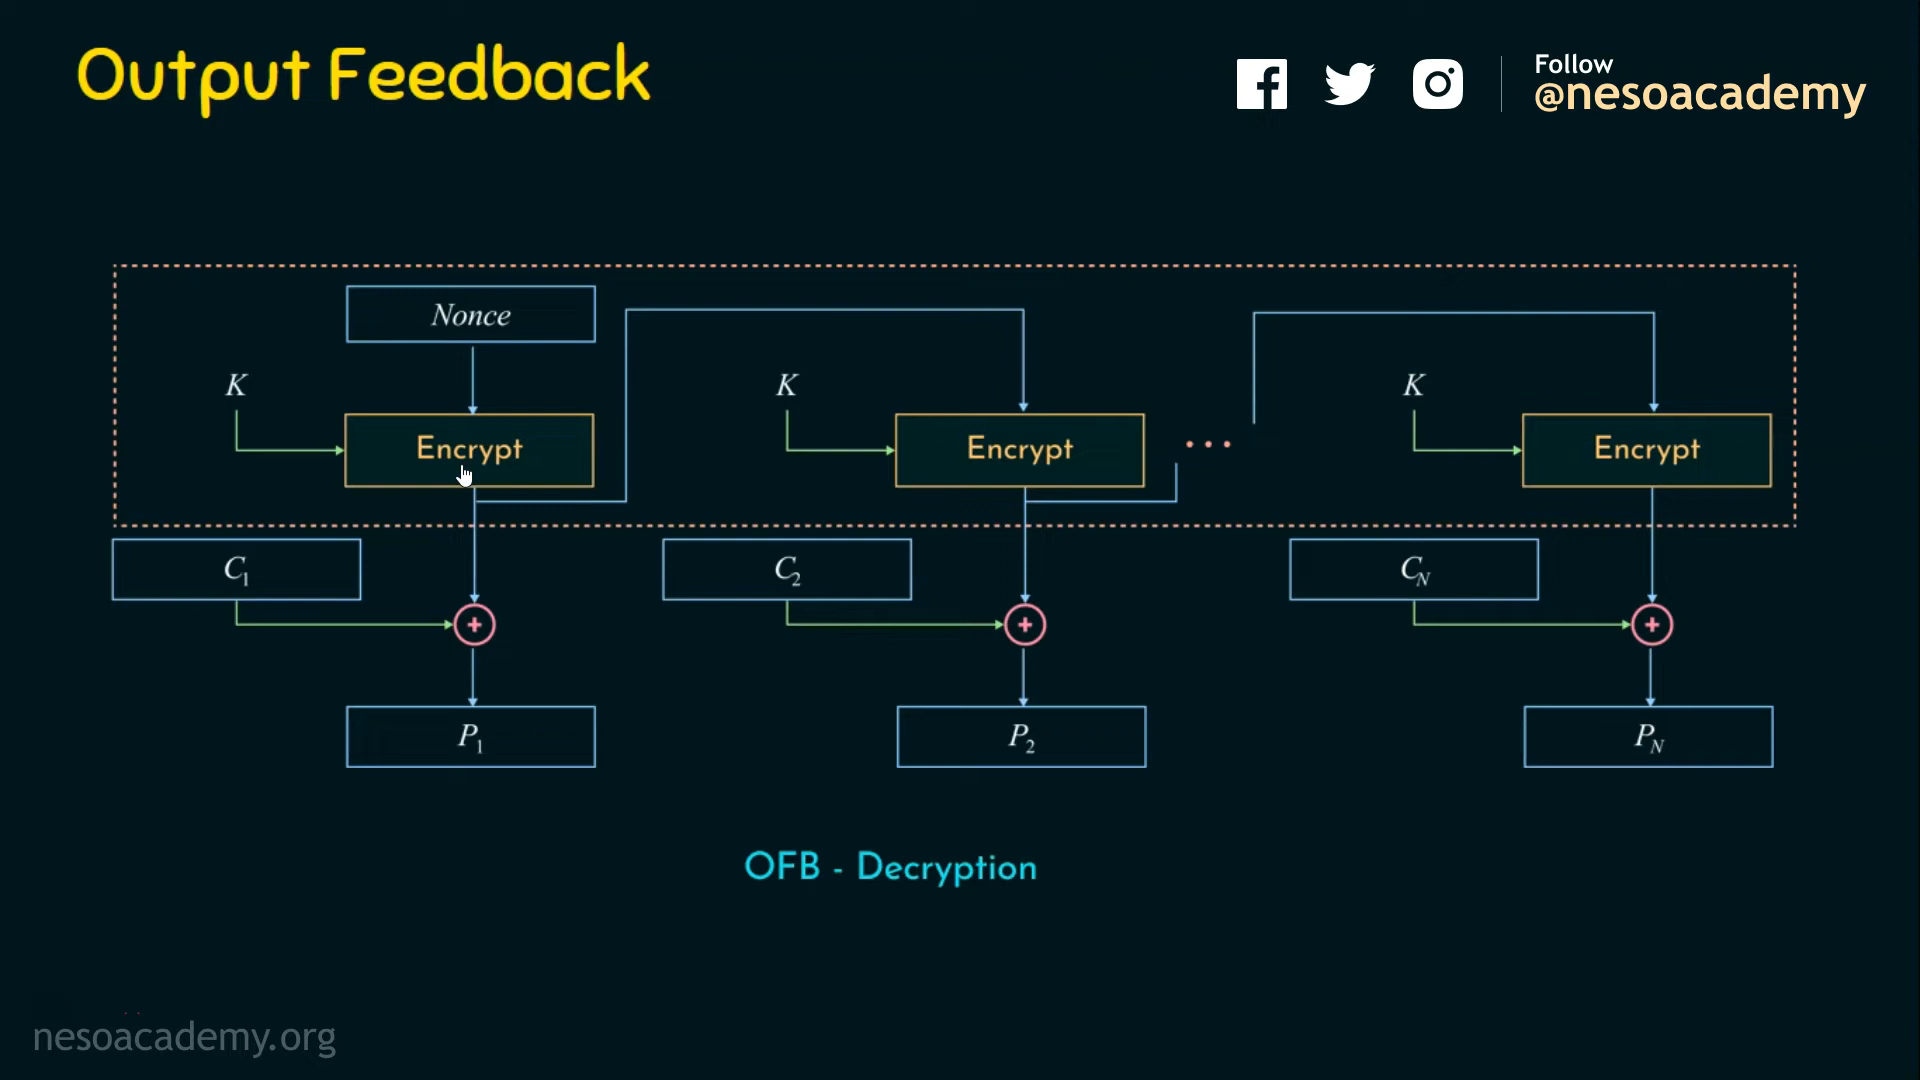 Output Feedback
Follow
@nesoacademy
Nonce
K
K
K
Encrypt
Encrypt
Encrypt
C1
C2
CN
+
+
+
P1
P2
PN
OFB - Decryption
nesoacademy.org